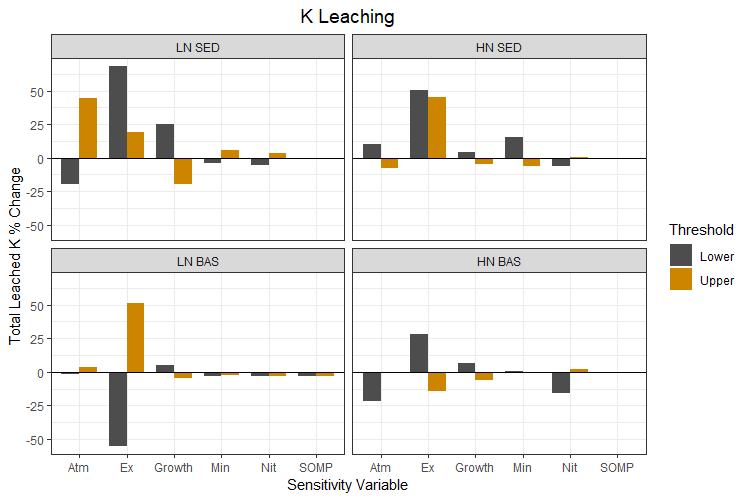 K Leaching
LN SED
HN SED
50
25
0
-25
-50
LN BAS
HN BAS
50
25
0
-25
-50
Total Leached K % Change
Atm Ex Growth Min Nit SOMP
Atm Ex Growth Min Nit SOMP
Sensitivity Variable
Threshold
Lower
Upper